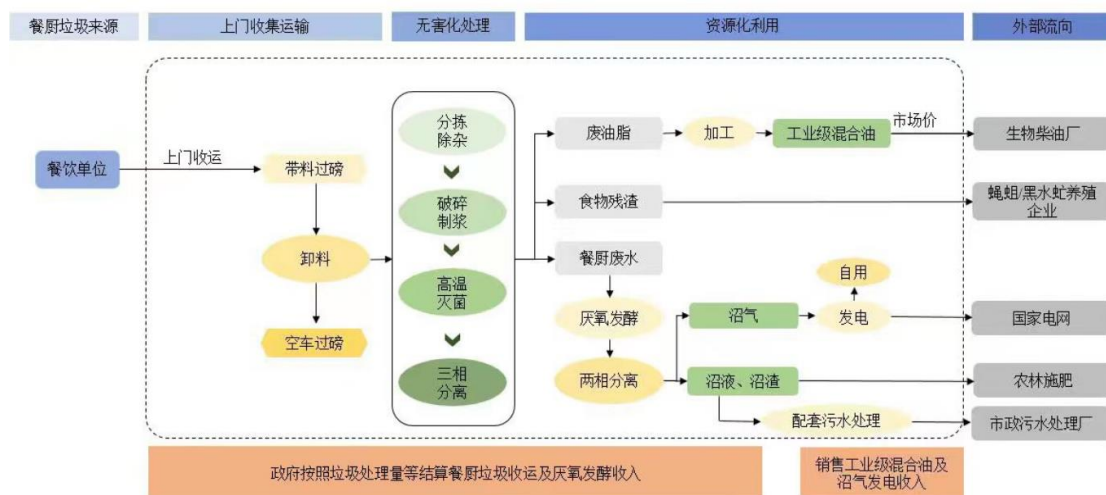 餐厨垃圾来源
上门收集运输
无害化处理
资源化利用
外部流向
餐饮单位
上门收运
带料过磅
卸料
空车过磅
分拣
除杂
破碎
制浆
高温
灭菌
三相
分离
废油脂
加工
工业级混合油
市场价
生物柴油厂
食物残渣
蝇蛆/黑水虻养殖
企业
餐厨废水
厌氧发酵
两相分离
沼气
发电
自用
国家电网
沼液、沼渣
农林施肥
配套污水处理
市政污水处理厂
政府按照垃圾处理量等结算餐厨垃圾收运及厌氧发酵收入
销售工业级混合油及
沼气发电收入